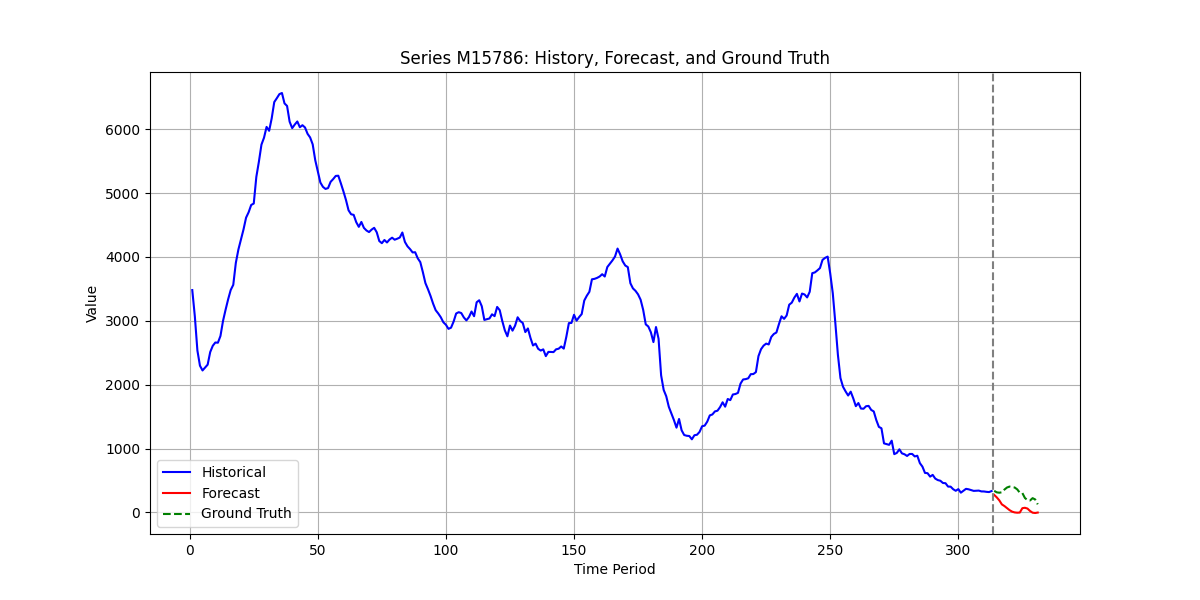 Series M15786: History, Forecast, and Ground Truth
Value
6000
5000
4000
3000
2000
1000
0
Historical
Forecast
Ground Truth
0 50 100 150 200 250 300
Time Period